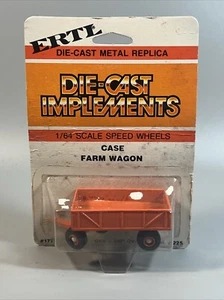 ERTL
DIE-CAST METAL REPLICA
DIE-CAST
IMPLEMENTS
1/64 SCALE SPEED WHEELS
CASE
FARM WAGON